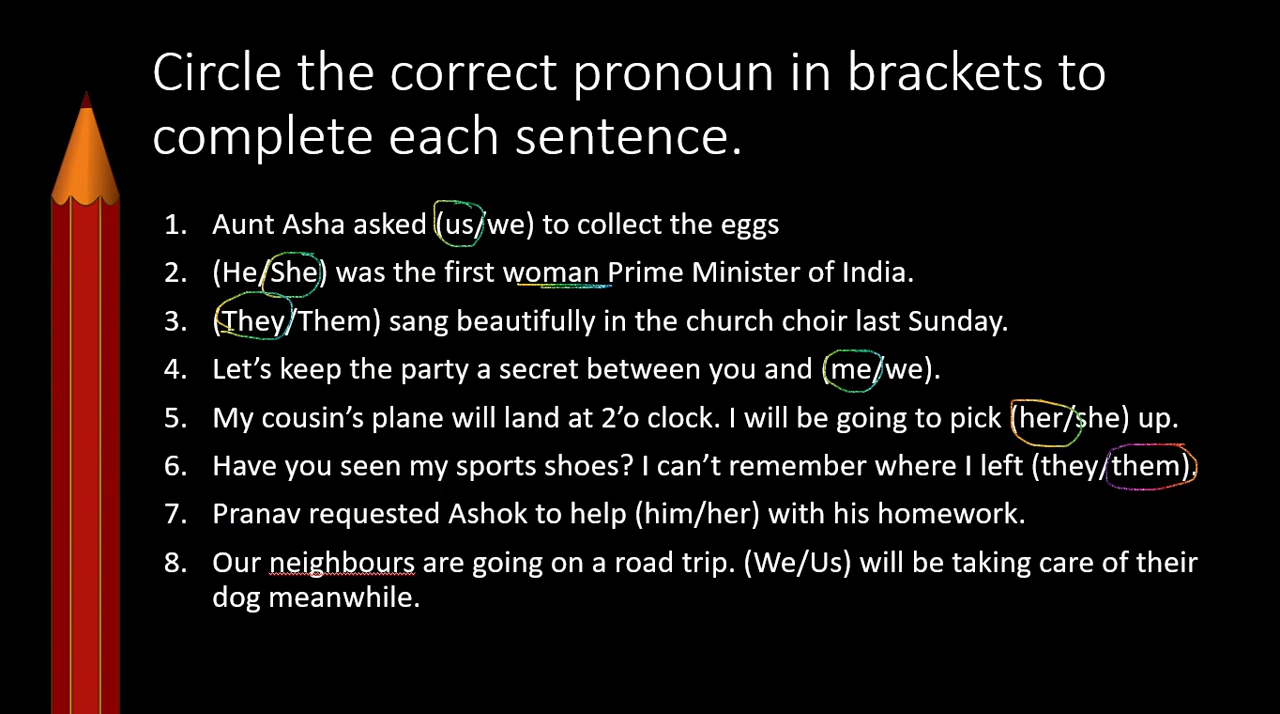 Circle the correct pronoun in brackets to
complete each sentence.
1. Aunt Asha asked (us/we) to collect the eggs
2. (He/She) was the first woman Prime Minister of India.
3. (They/Them) sang beautifully in the church choir last Sunday.
4. Let’s keep the party a secret between you and (me/we).
5. My cousin’s plane will land at 2’o clock. I will be going to pick (her/she) up.
6. Have you seen my sports shoes? I can’t remember where I left (they/them).
7. Pranav requested Ashok to help (him/her) with his homework.
8. Our neighbours are going on a road trip. (We/Us) will be taking care of their
dog meanwhile.